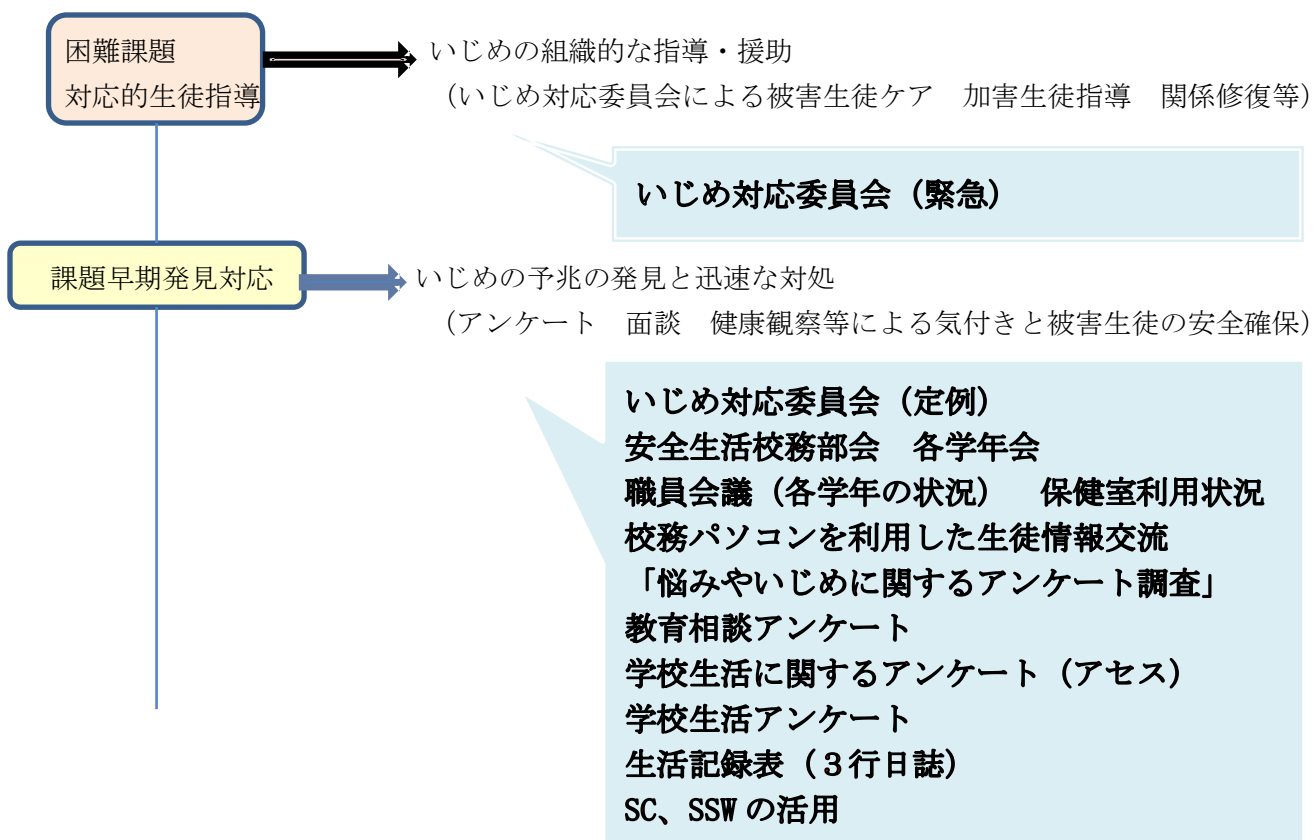 困難課題
対応的生徒指導
いじめの組織的な指導・援助
（いじめ対応委員会による被害生徒ケア　加害生徒指導　関係修復等）
いじめ対応委員会（緊急）
課題早期発見対応
いじめの予兆の発見と迅速な対処
（アンケート　面談　健康観察等による気付きと被害生徒の安全確保）
いじめ対応委員会（定例）
安全生活校務部会　各学年会
職員会議（各学年の状況）　保健室利用状況
校務パソコンを利用した生徒情報交流
「悩みやいじめに関するアンケート調査」
教育相談アンケート
学校生活に関するアンケート（アセス）
学校生活アンケート
生活記録表（３行日誌）
SC、SSWの活用